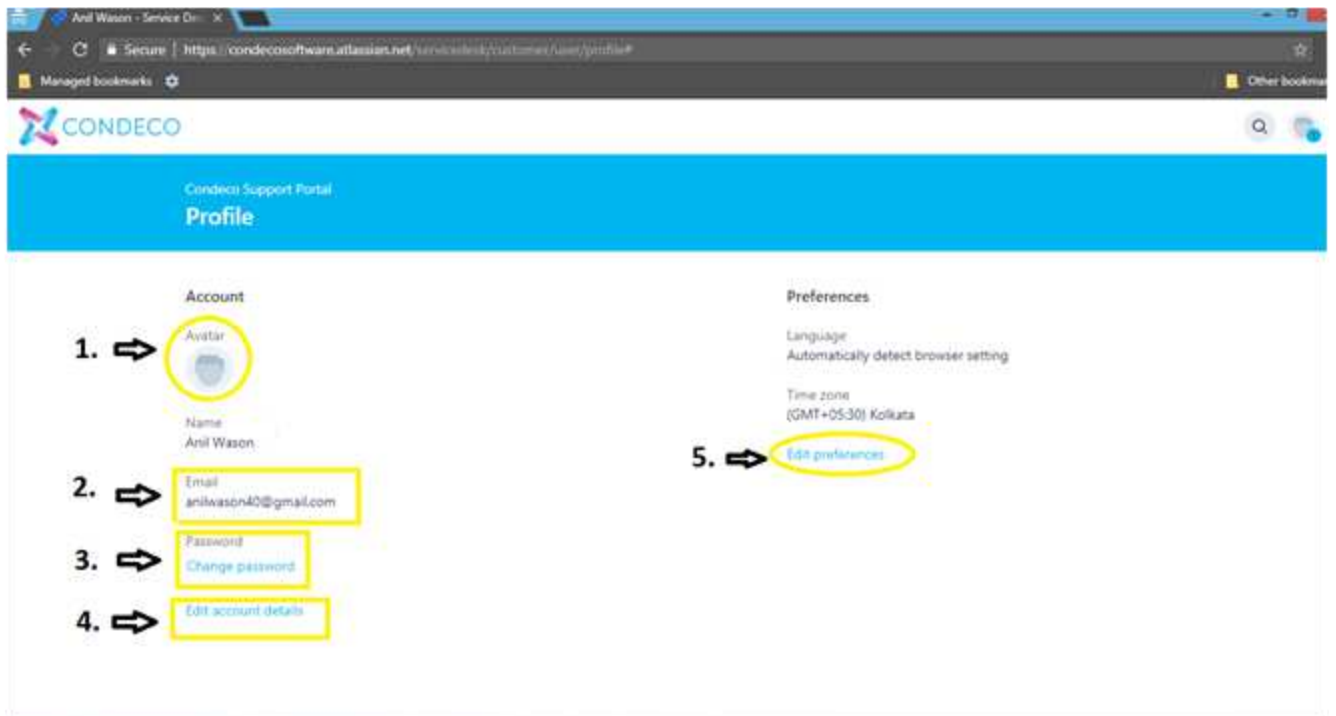 Anil Wason - Service De
Secure | https://condecosoftware.atlassian.net/servicedesk/customer/user/profile#
Managed bookmarks
Other bookmar
CONDECO
Condeco Support Portal
Profile
Account
Preferences
1.
Avatar
Language
Automatically detect browser setting
Time zone
(GMT+05:30) Kolkata
Name
Anil Wason
5.
Edit preferences
2.
Email
anilwason40@gmail.com
3.
Password
Change password
4.
Edit account details